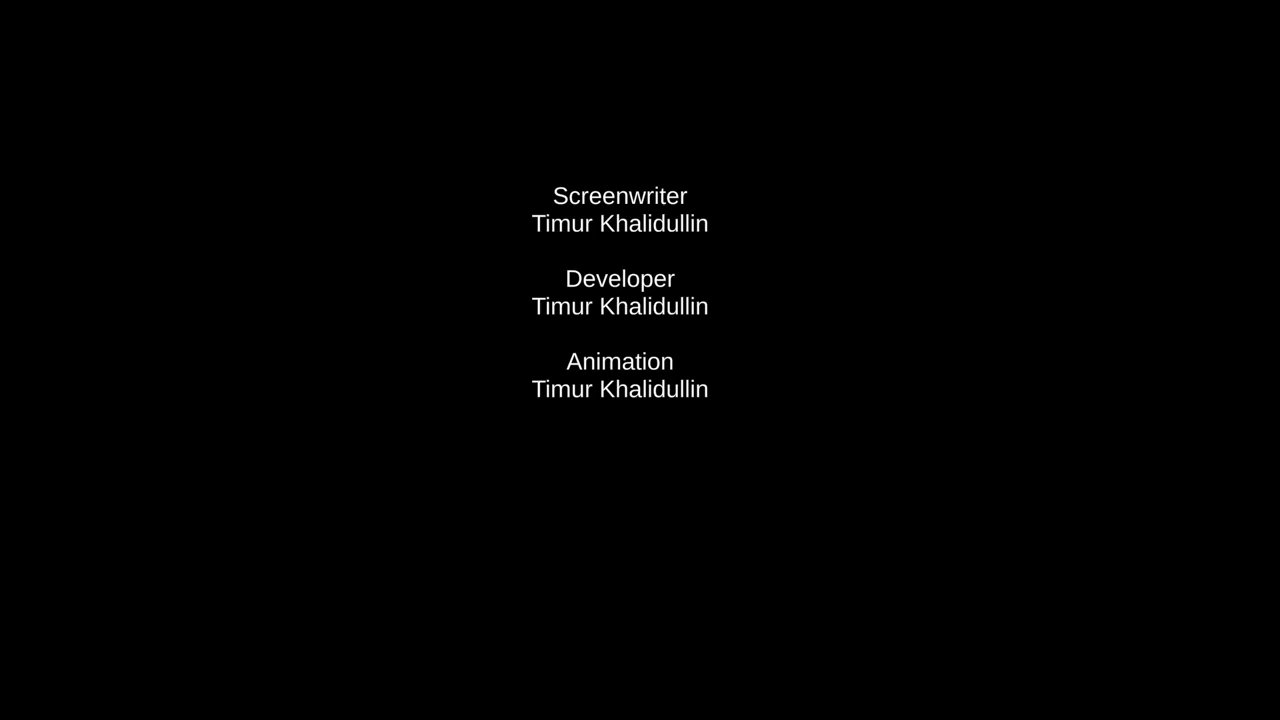 Screenwriter
Timur Khalidullin
Developer
Timur Khalidullin
Animation
Timur Khalidullin